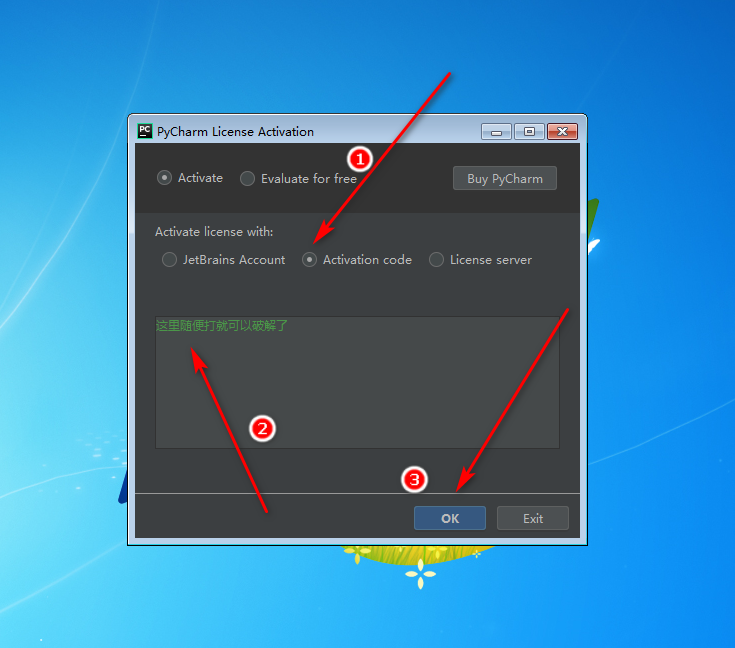 PC PyCharm License Activation
1
Activate Evaluate for free Buy PyCharm
Activate license with:
JetBrains Account Activation code License server
这里随便打就可以破解了
2
3
OK Exit